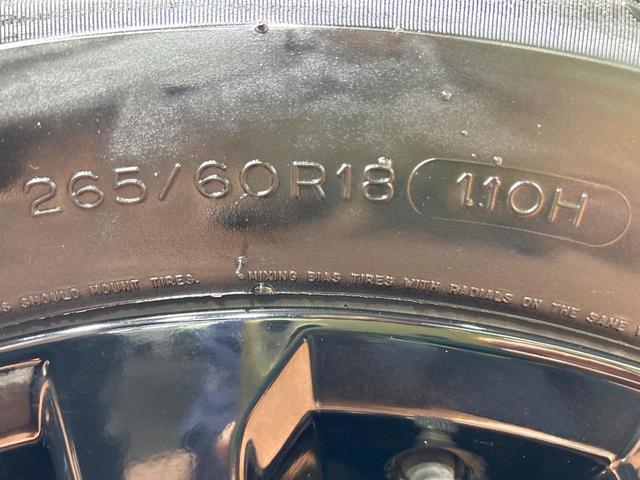 265/60R18 110H
S SHOULD MOUNT TIRES. MIXING BIAS TIRES WITH RADIALS ON THE SAME